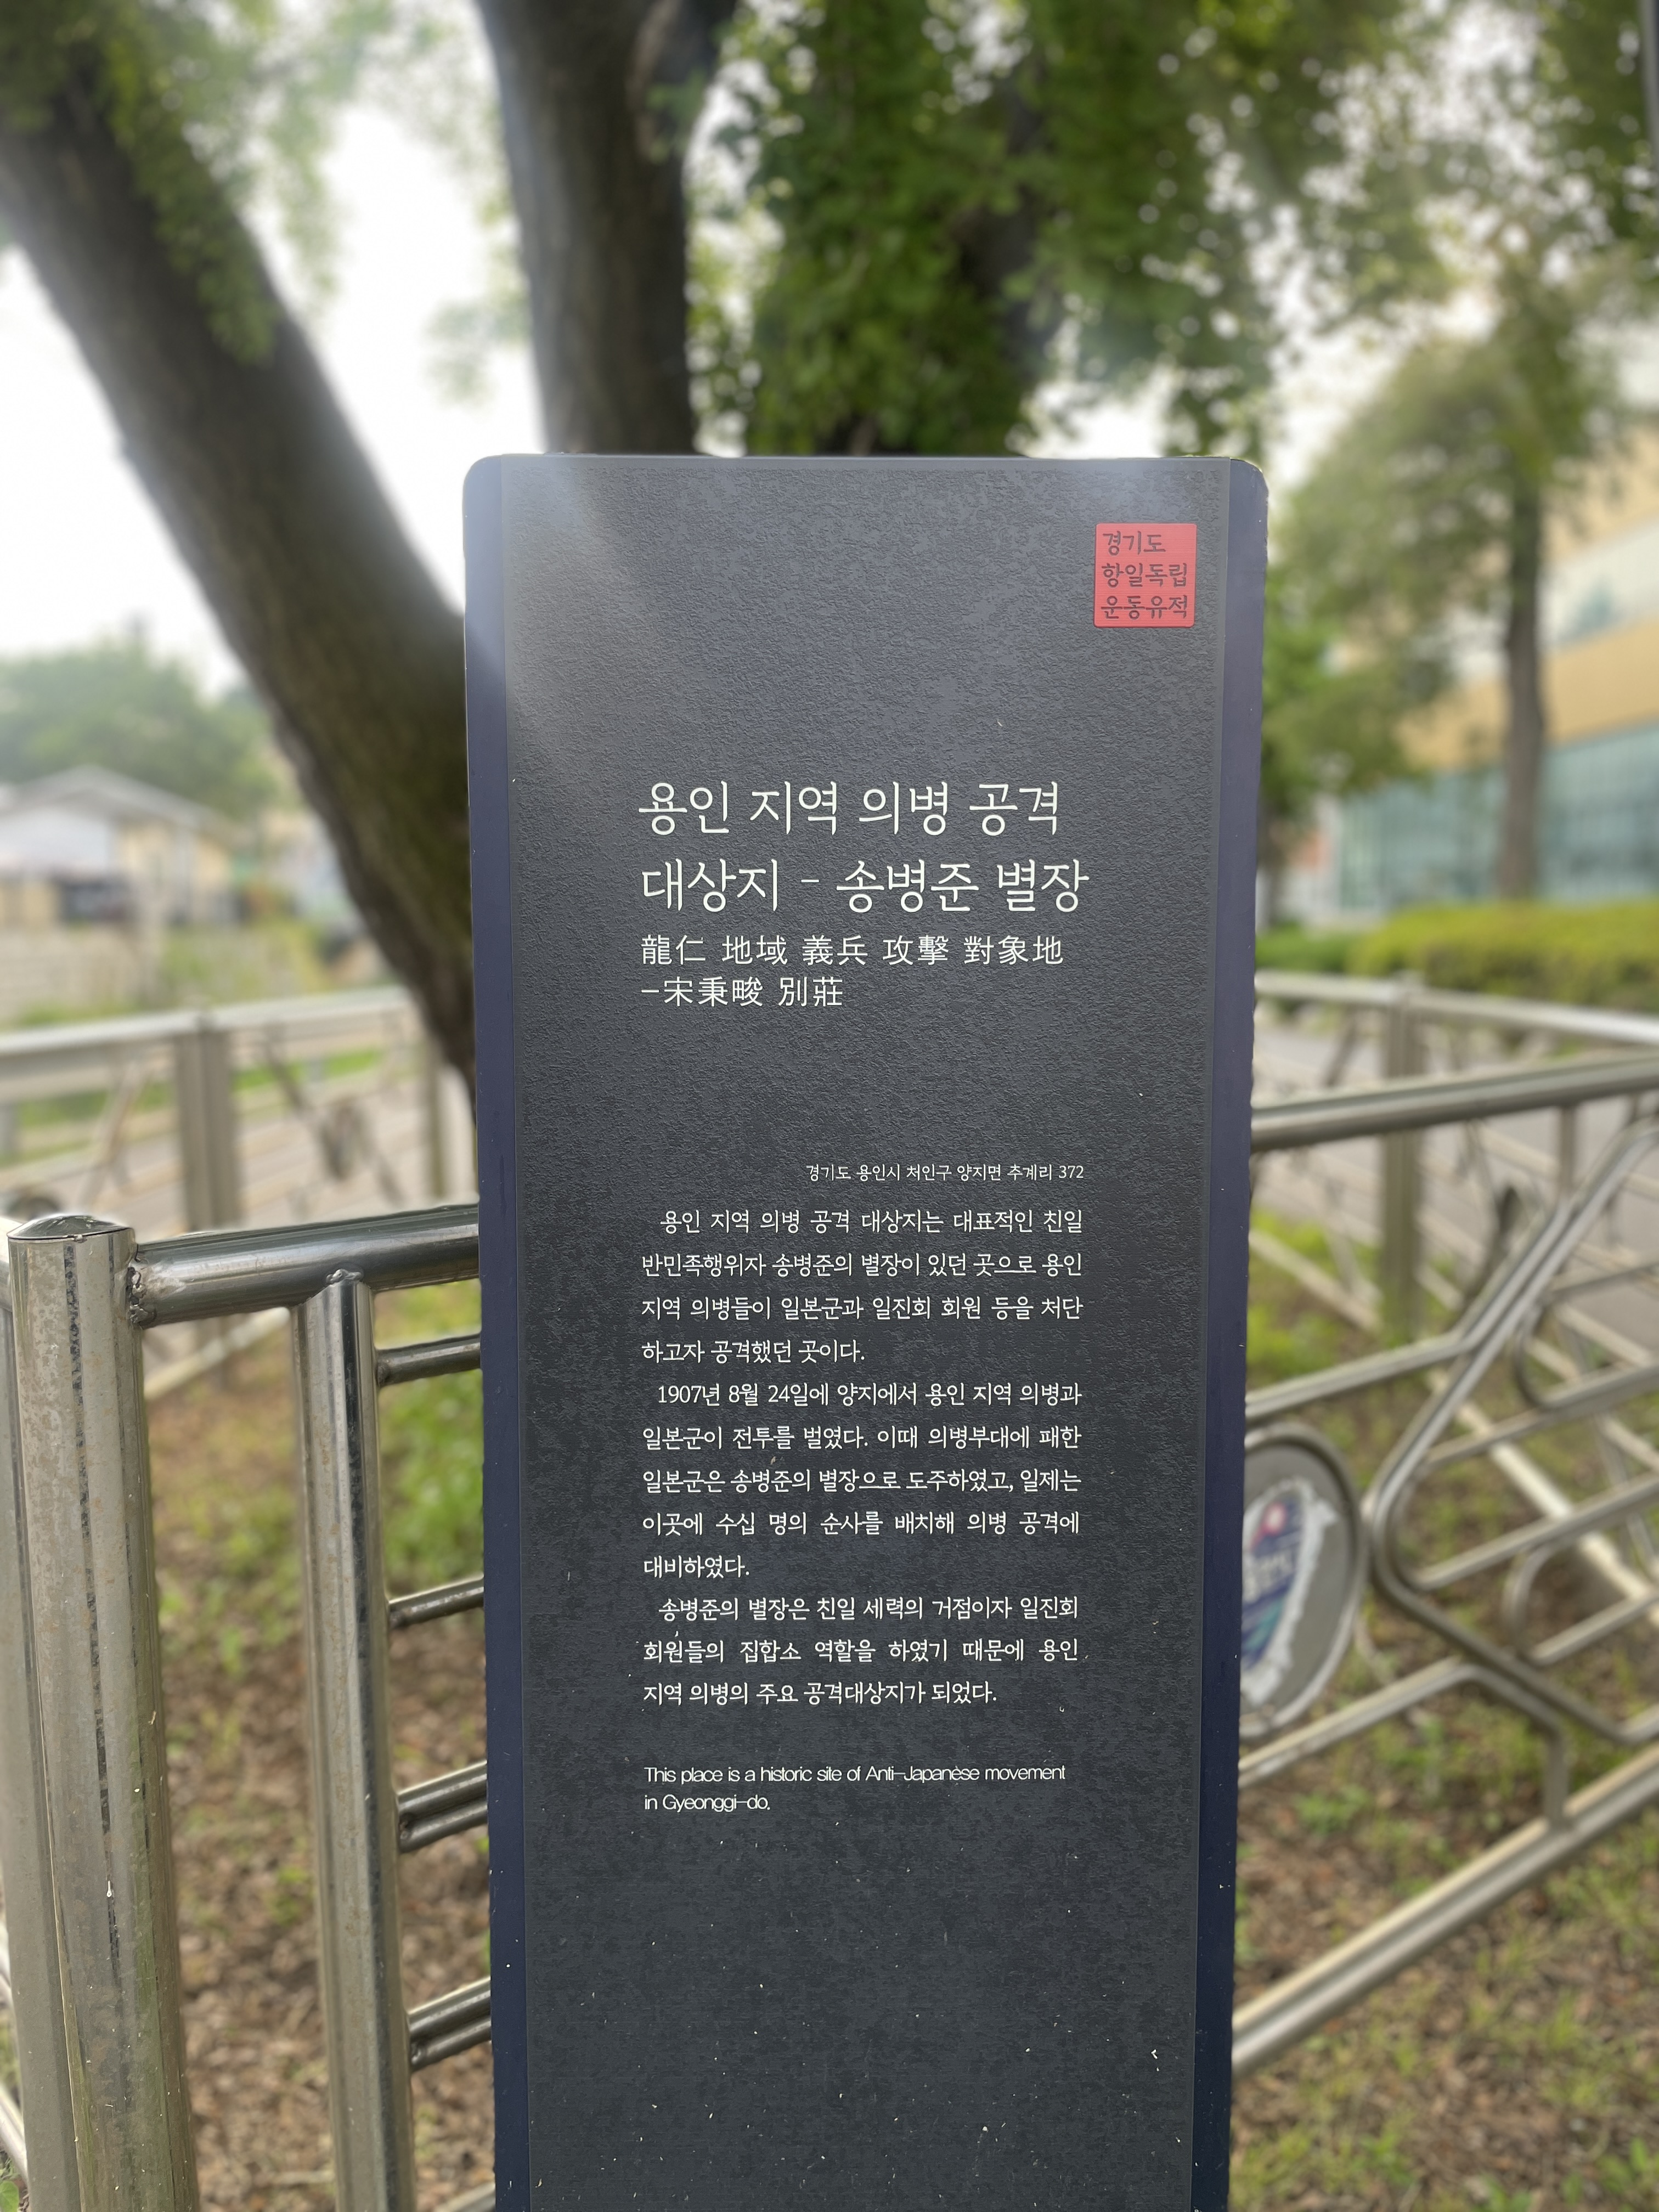 경기도
항일독립
운동유적
용인 지역 의병 공격
대상지 - 송병준 별장
龍仁 地域 義兵 攻擊 對象地
-宋秉畯 別莊
경기도 용인시 처인구 양지면 추계리 372
용인 지역 의병 공격 대상지는 대표적인 친일
반민족행위자 송병준의 별장이 있던 곳으로 용인
지역 의병들이 일본군과 일진회 회원 등을 처단
하고자 공격했던 곳이다.
1907년 8월 24일에 양지에서 용인 지역 의병과
일본군이 전투를 벌였다. 이때 의병부대에 패한
일본군은 송병준의 별장으로 도주하였고, 일제는
이곳에 수십 명의 순사를 배치해 의병 공격에
대비하였다.
송병준의 별장은 친일 세력의 거점이자 일진회
회원들의 집합소 역할을 하였기 때문에 용인
지역 의병의 주요 공격대상지가 되었다.
This place is a historic site of Anti-Japanese movement
in Gyeonggi-do.